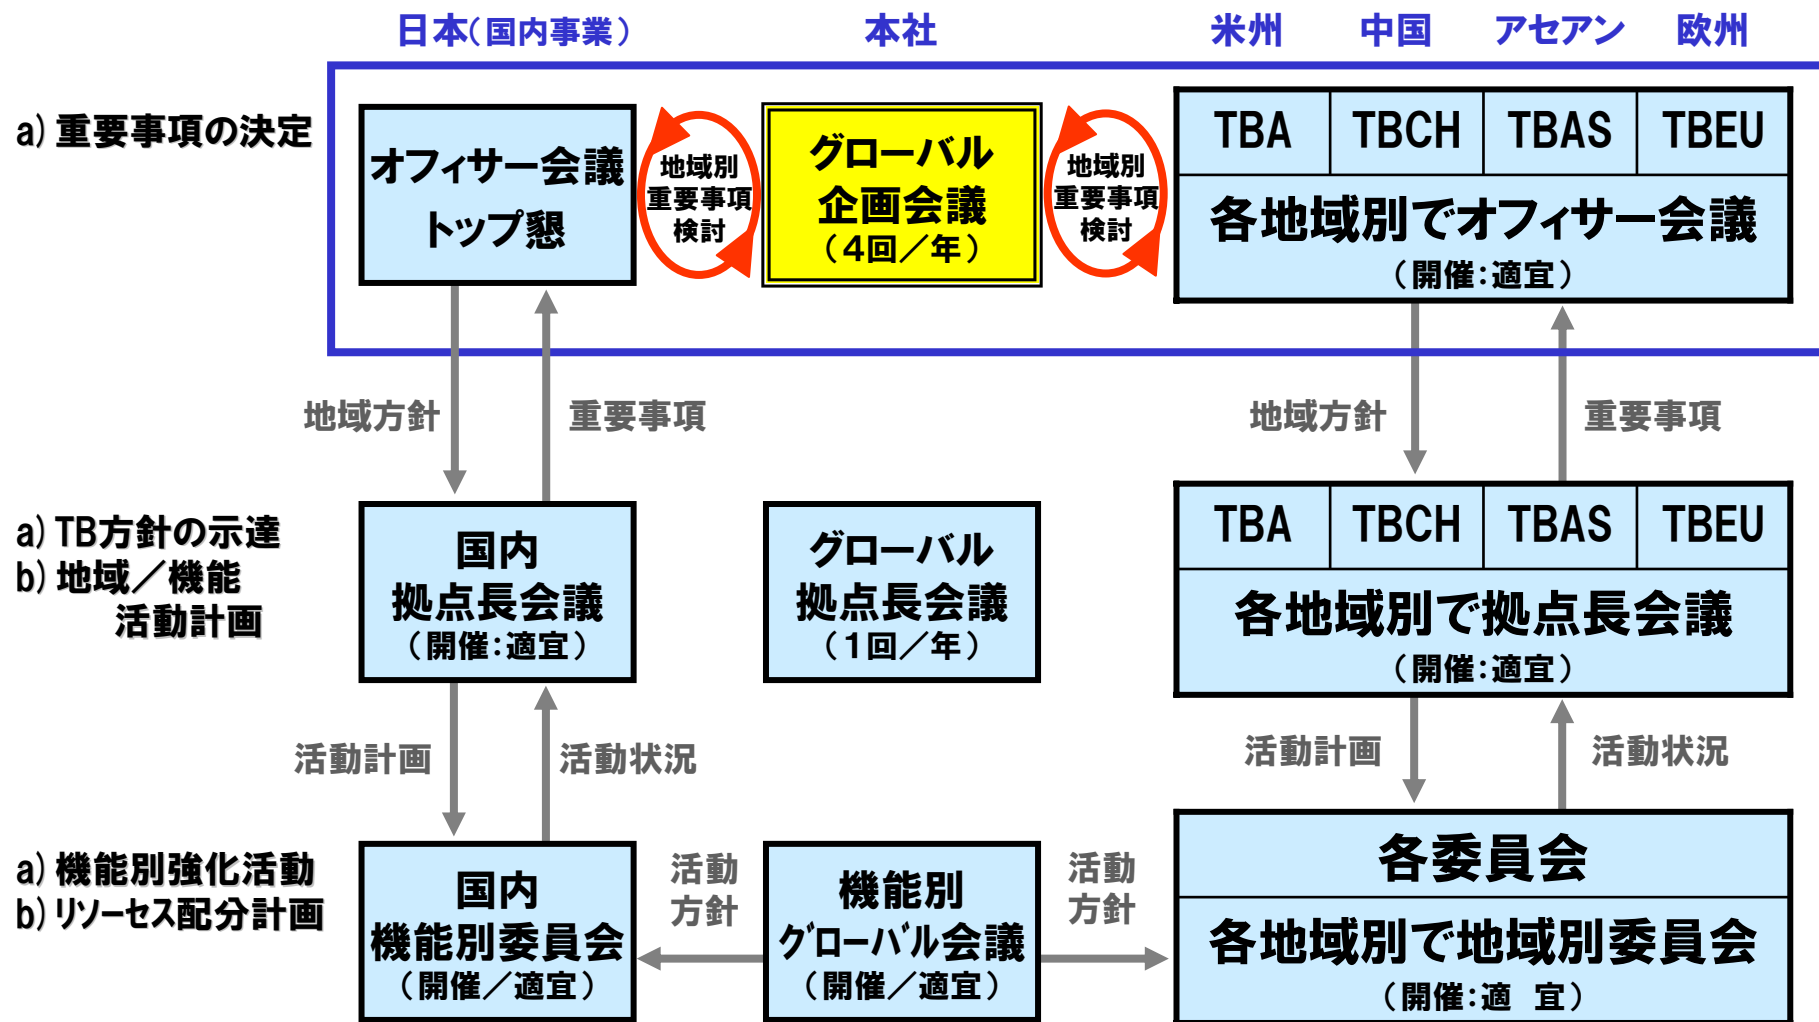 日本(国内事業)
本社
米州
中国
アセアン
欧州
a) 重要事項の決定
オフィサー会議
トップ懇
地域別
重要事項
検討
グローバル
企画会議
(4回／年)
地域別
重要事項
検討
TBA
TBCH
TBAS
TBEU
各地域別でオフィサー会議
(開催:適宜)
地域方針
重要事項
地域方針
重要事項
a) TB方針の示達
b) 地域／機能
活動計画
国内
拠点長会議
(開催:適宜)
グローバル
拠点長会議
(1回／年)
TBA
TBCH
TBAS
TBEU
各地域別で拠点長会議
(開催:適宜)
活動計画
活動状況
活動計画
活動状況
a) 機能別強化活動
b) リソーセス配分計画
国内
機能別委員会
(開催／適宜)
活動
方針
機能別
グローバル会議
(開催／適宜)
活動
方針
各委員会
各地域別で地域別委員会
(開催:適 宜)